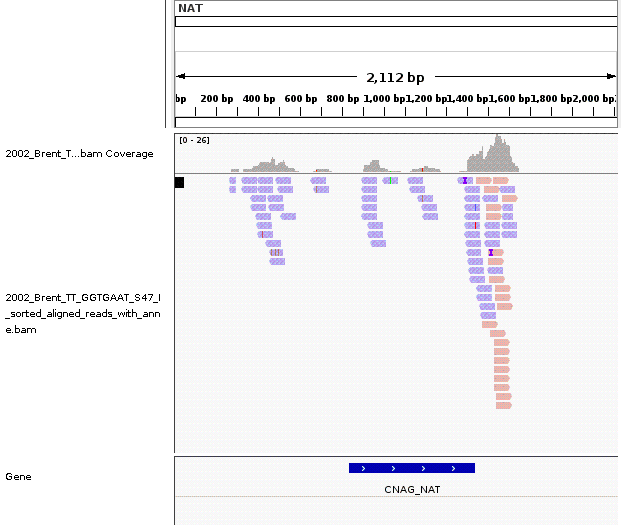 NAT
2,112 bp
bp 200 bp 400 bp 600 bp 800 bp 1,000 bp 1,200 bp 1,400 bp 1,600 bp 1,800 bp 2,000 bp
[0 - 26]
2002_Brent_T...bam Coverage
2002_Brent_TT_GGTGAAT_S47_l
_sorted_aligned_reads_with_ann
e.bam
Gene
CNAG_NAT